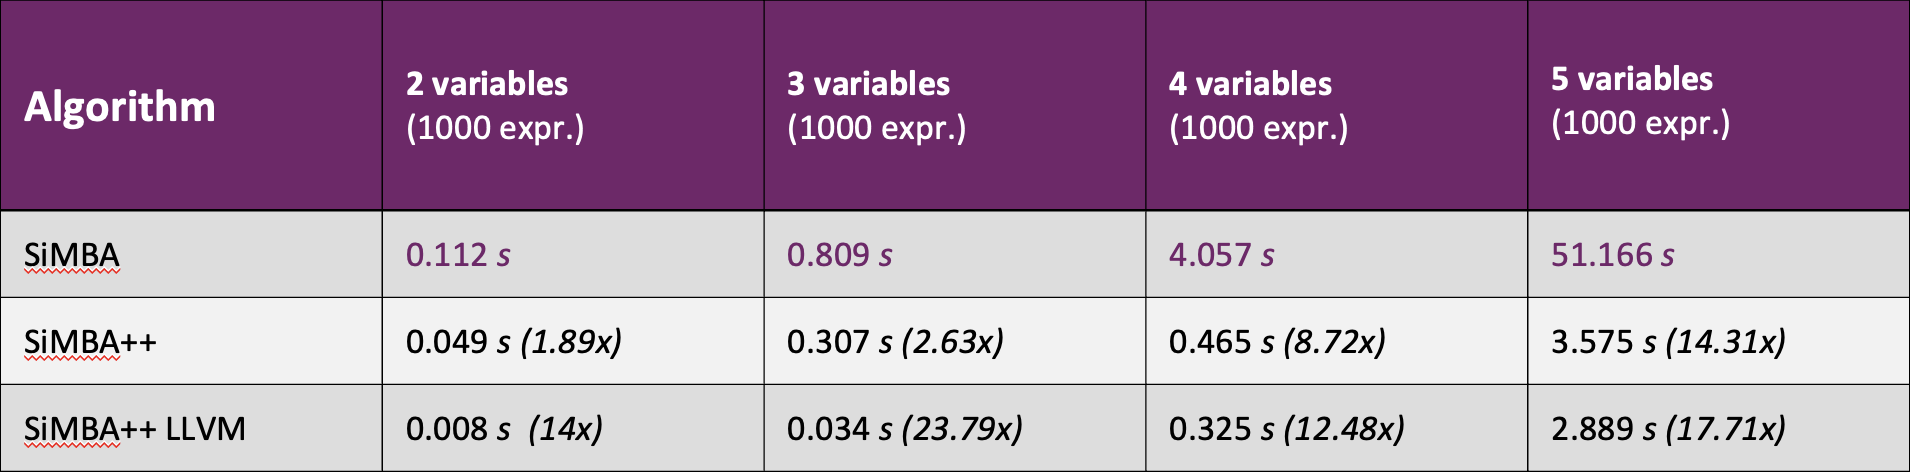 Algorithm
2 variables
(1000 expr.)
3 variables
(1000 expr.)
4 variables
(1000 expr.)
5 variables
(1000 expr.)
SiMBA
0.112 s
0.809 s
4.057 s
51.166 s
SiMBA++
0.049 s (1.89x)
0.307 s (2.63x)
0.465 s (8.72x)
3.575 s (14.31x)
SiMBA++ LLVM
0.008 s (14x)
0.034 s (23.79x)
0.325 s (12.48x)
2.889 s (17.71x)